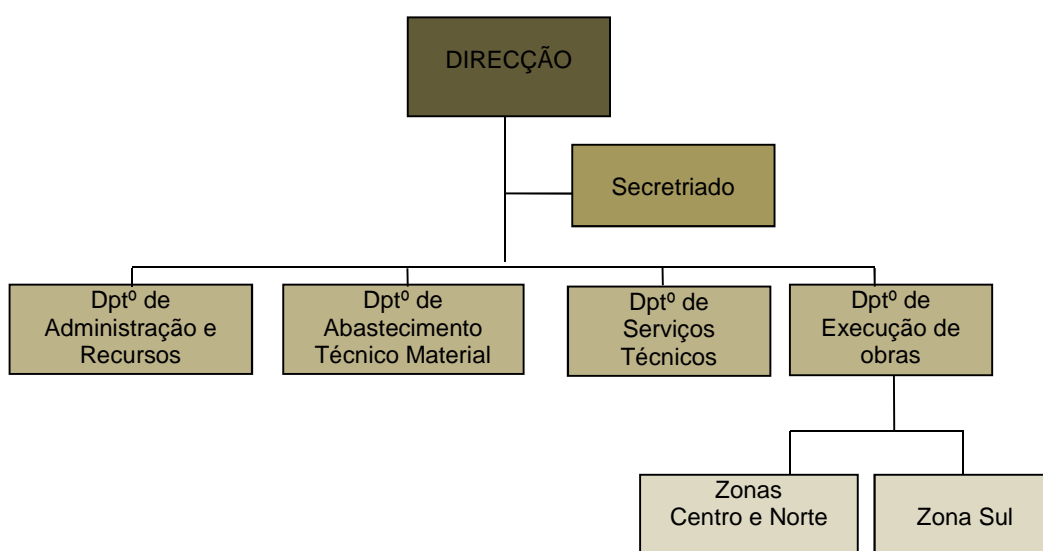 DIRECÇÃO
Secretriado
Dptº de
Administração e
Recursos
Dptº de
Abastecimento
Técnico Material
Dptº de
Serviços
Técnicos
Dptº de
Execução de
obras
Zonas
Centro e Norte
Zona Sul